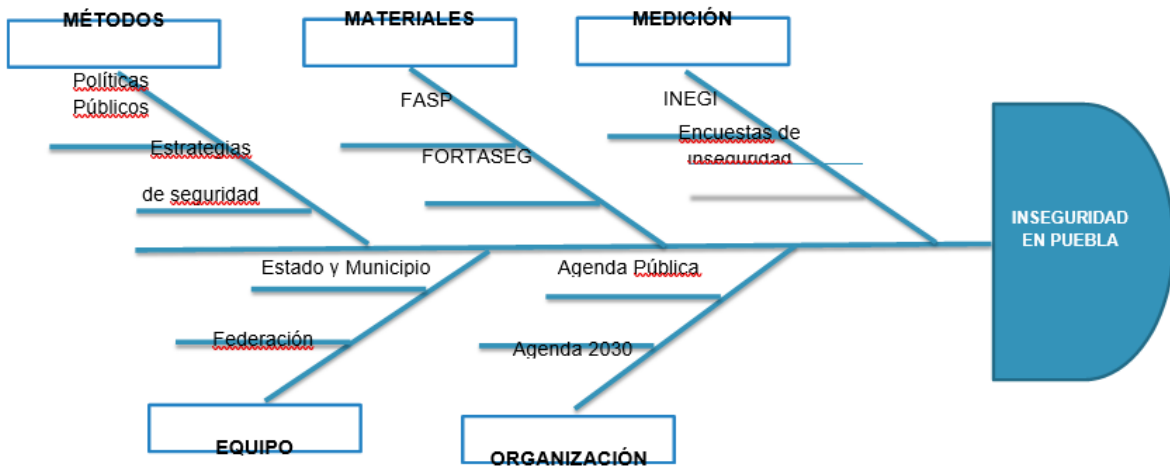 MÉTODOS
MATERIALES
MEDICIÓN
Políticas
Públicos
Estrategias
de seguridad
FASP
FORTASEG
INEGI
Encuestas de
inseguridad
INSEGURIDAD
EN PUEBLA
Estado y Municipio
Federación
Agenda Pública
Agenda 2030
EQUIPO
ORGANIZACIÓN